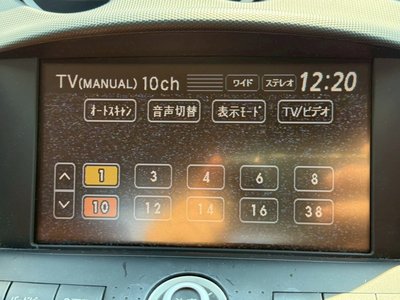 TV(MANUAL) 10ch ワイド ステレオ 12:20
オートスキャン 音声切替 表示モード TV/ビデオ
1 3 4 6 8
10 12 14 16 38